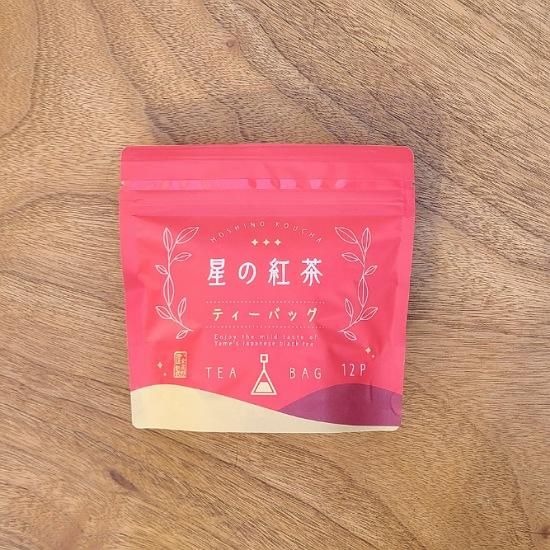 HOSHINO KOUCHA
星の紅茶
ティーバッグ
Enjoy the mild taste of
Yame's Japanese black tea
TEA BAG 12P